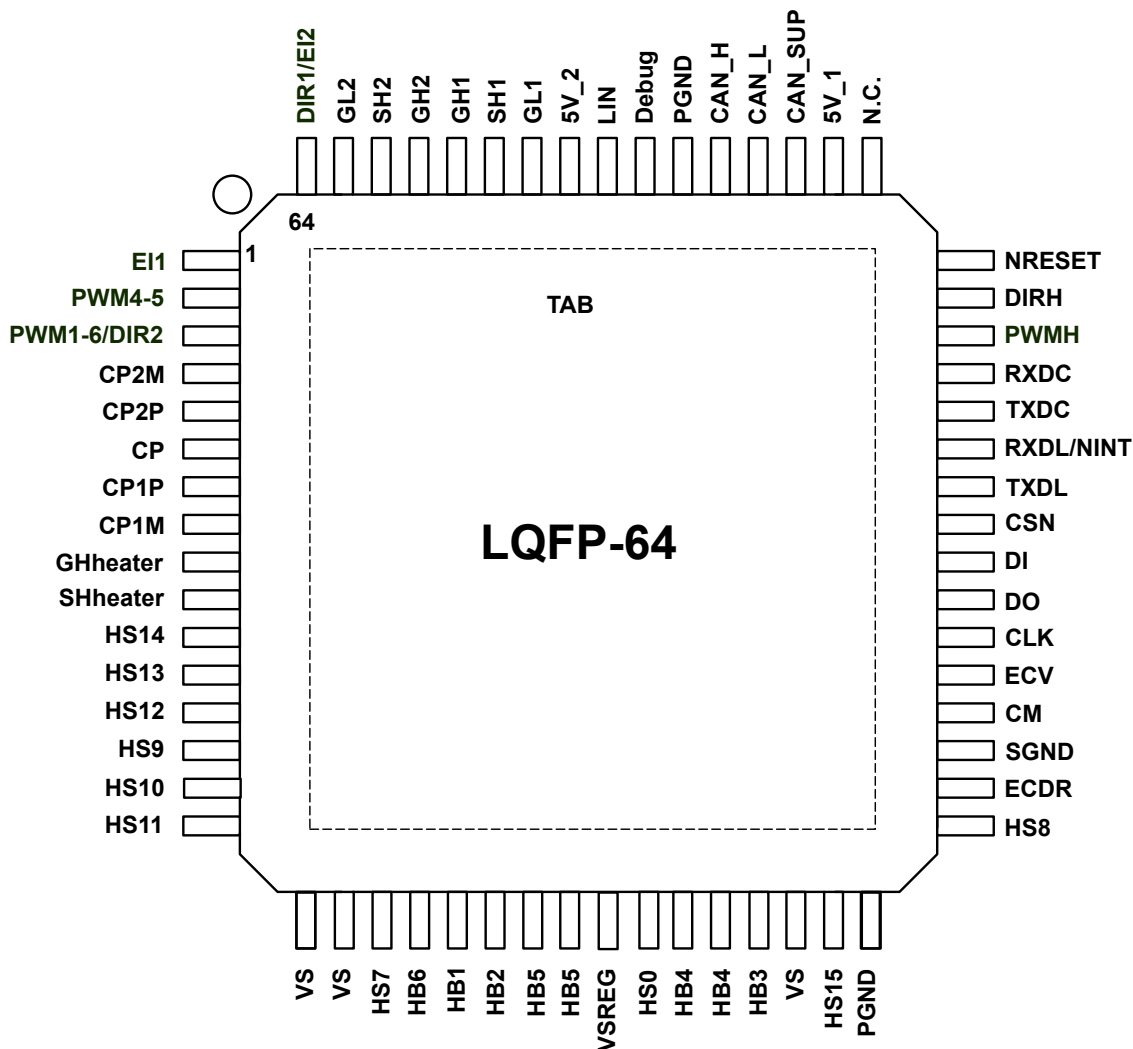 DIR1/EI2
GL2
SH2
GH2
GH1
SH1
GL1
5V_2
LIN
Debug
PGND
CAN_H
CAN_L
CAN_SUP
5V_1
N.C.
64
1
EI1
PWM4-5
PWM1-6/DIR2
CP2M
CP2P
CP
CP1P
CP1M
GHheater
SHheater
HS14
HS13
HS12
HS9
HS10
HS11
TAB
LQFP-64
NRESET
DIRH
PWMH
RXDC
TXDC
RXDL/NINT
TXDL
CSN
DI
DO
CLK
ECV
CM
SGND
ECDR
HS8
VS
VS
HS7
HB6
HB1
HB2
HB5
HB5
VSREG
HS0
HB4
HB4
HB3
VS
HS15
PGND